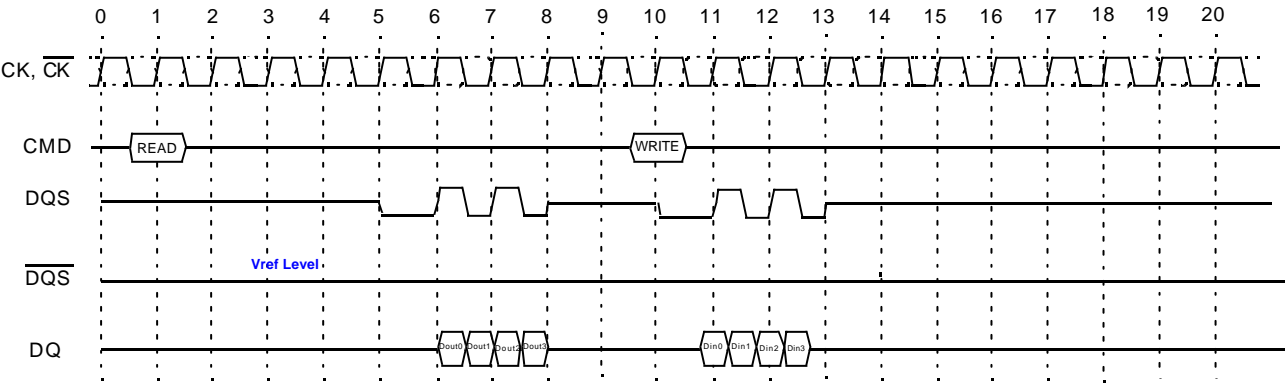 0 1 2 3 4 5 6 7 8 9 10 11 12 13 14 15 16 17 18 19 20
CK, CK
CMD READ WRITE
DQS
Vref Level
DQS
DQ Dout0 Dout1 Dout2 Dout3 Din0 Din1 Din2 Din3